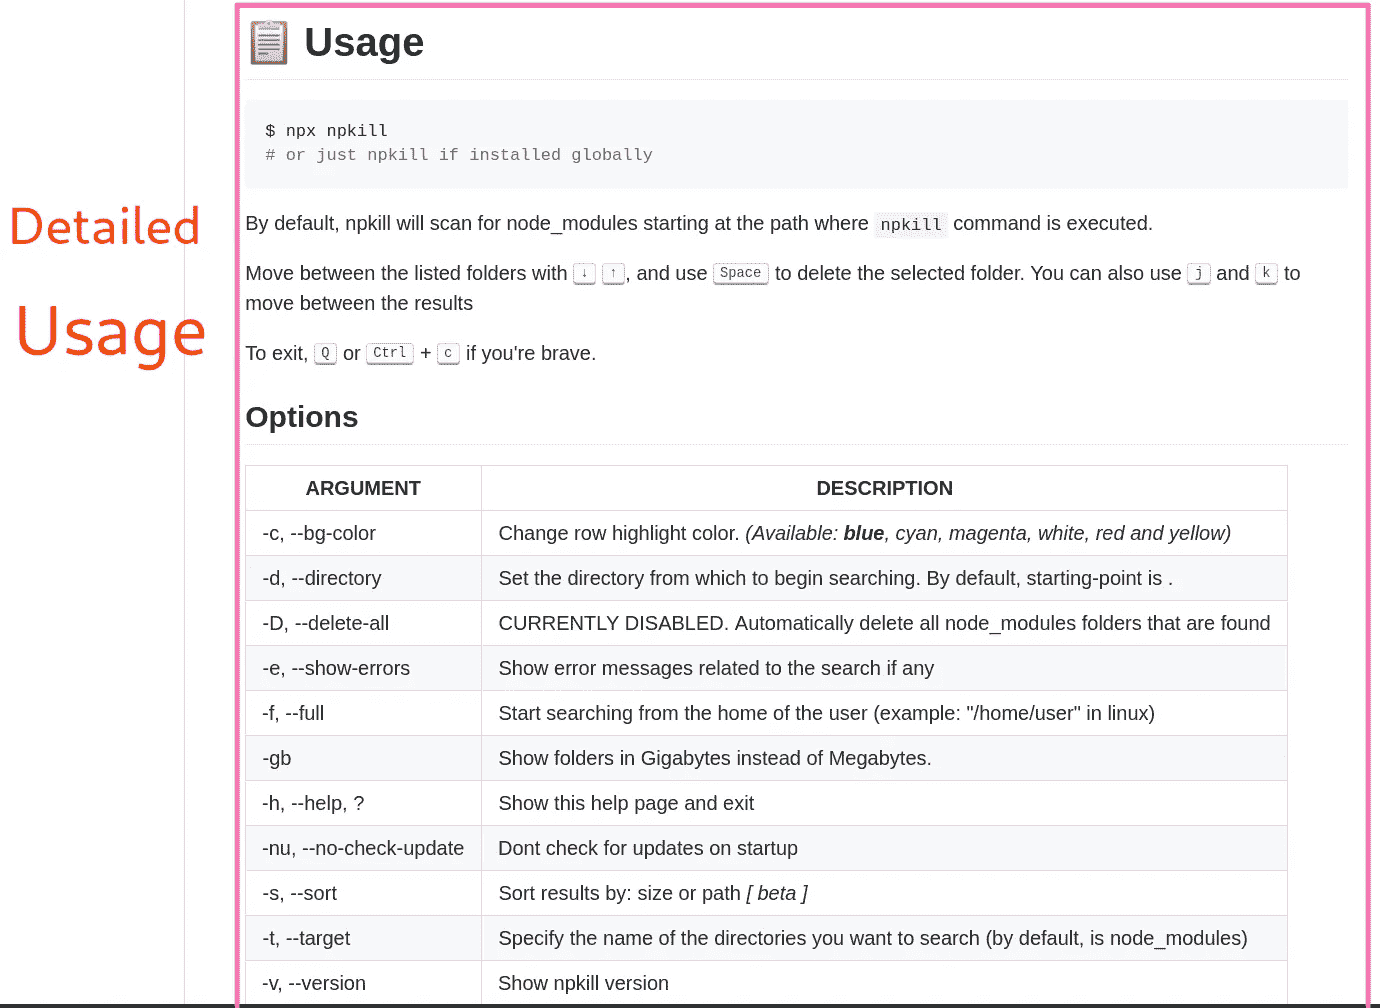 Usage
$ npx npkill
# or just npkill if installed globally
Detailed
Usage
By default, npkill will scan for node_modules starting at the path where npkill command is executed.
Move between the listed folders with ↓ ↑, and use Space to delete the selected folder. You can also use j and k to
move between the results
To exit, Q or Ctrl + c if you're brave.
Options
ARGUMENT DESCRIPTION
-c, --bg-color Change row highlight color. (Available: blue, cyan, magenta, white, red and yellow)
-d, --directory Set the directory from which to begin searching. By default, starting-point is .
-D, --delete-all CURRENTLY DISABLED. Automatically delete all node_modules folders that are found
-e, --show-errors Show error messages related to the search if any
-f, --full Start searching from the home of the user (example: "/home/user" in linux)
-gb Show folders in Gigabytes instead of Megabytes.
-h, --help, ? Show this help page and exit
-nu, --no-check-update Dont check for updates on startup
-s, --sort Sort results by: size or path [ beta ]
-t, --target Specify the name of the directories you want to search (by default, is node_modules)
-v, --version Show npkill version